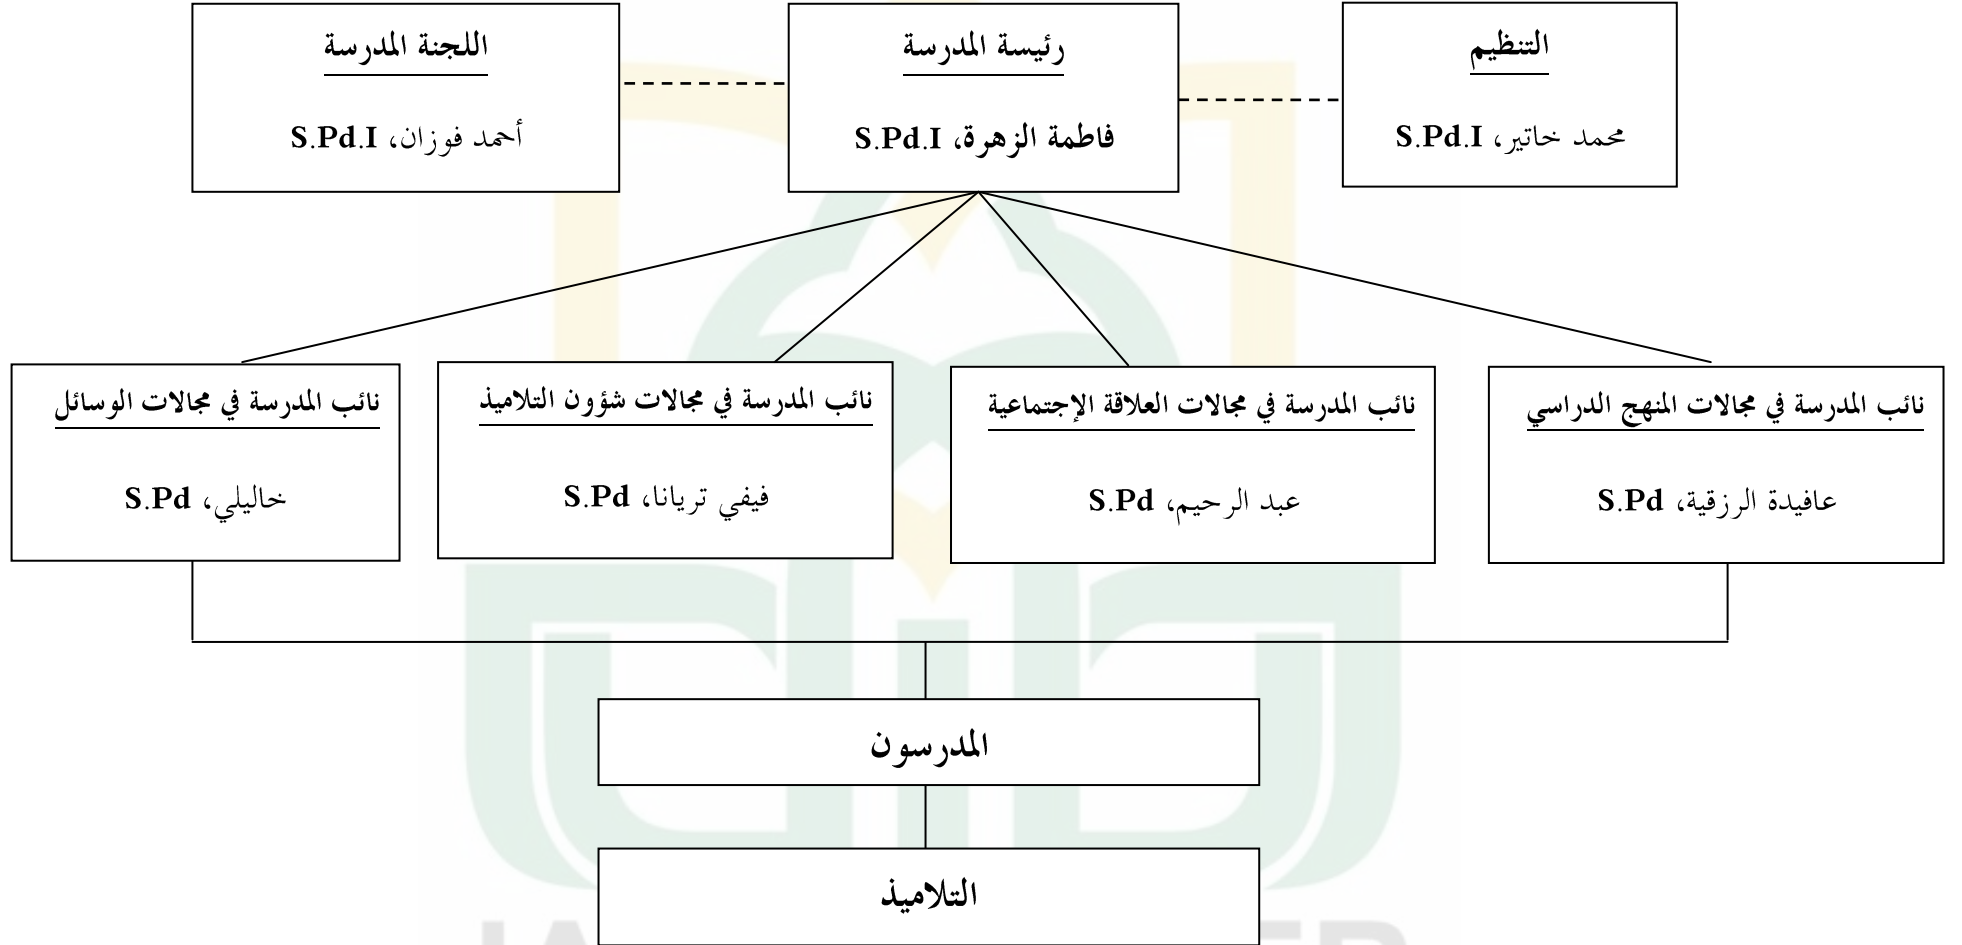 التنظيم
محمد خاتير، S.Pd.I
رئيسة المدرسة
فاطمة الزهرة، S.Pd.I
اللجنة المدرسة
أحمد فوزان، S.Pd.I
نائب المدرسة في مجالات المنهج الدراسي
عافيدة الرزقية، S.Pd
نائب المدرسة في مجالات العلاقة الإجتماعية
عبد الرحيم، S.Pd
نائب المدرسة في مجالات شؤون التلاميذ
فيفي تريانا، S.Pd
نائب المدرسة في مجالات الوسائل
خاليلي، S.Pd
المدرسون
التلاميذ